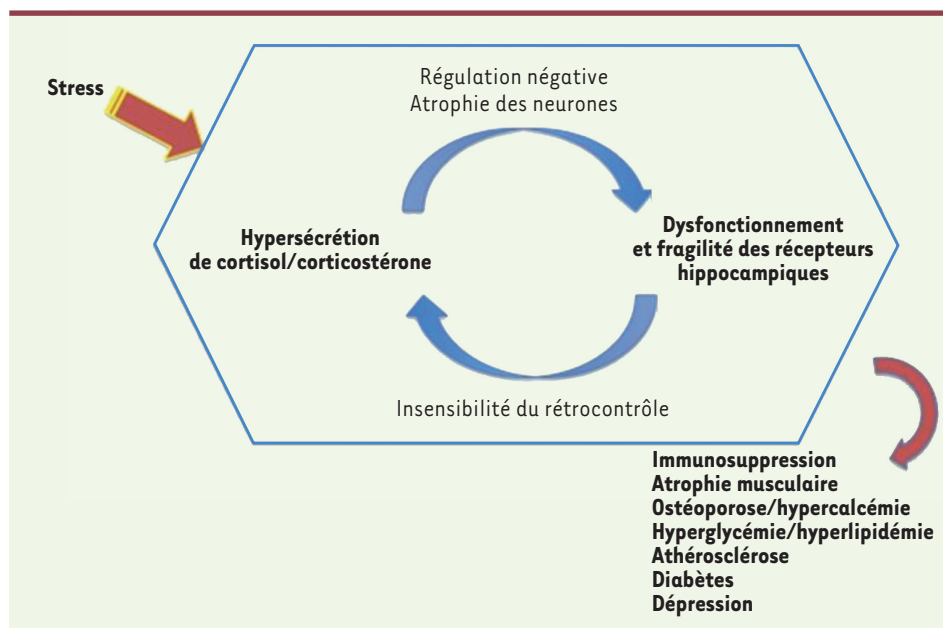 Stress
Régulation négative
Atrophie des neurones
Hypersécrétion
de cortisol/corticostérone
Dysfonctionnement
et fragilité des récepteurs
hippocampiques
Insensibilité du rétrocontrôle
Immunosuppression
Atrophie musculaire
Ostéoporose/hypercalcémie
Hyperglycémie/hyperlipidémie
Athérosclérose
Diabètes
Dépression